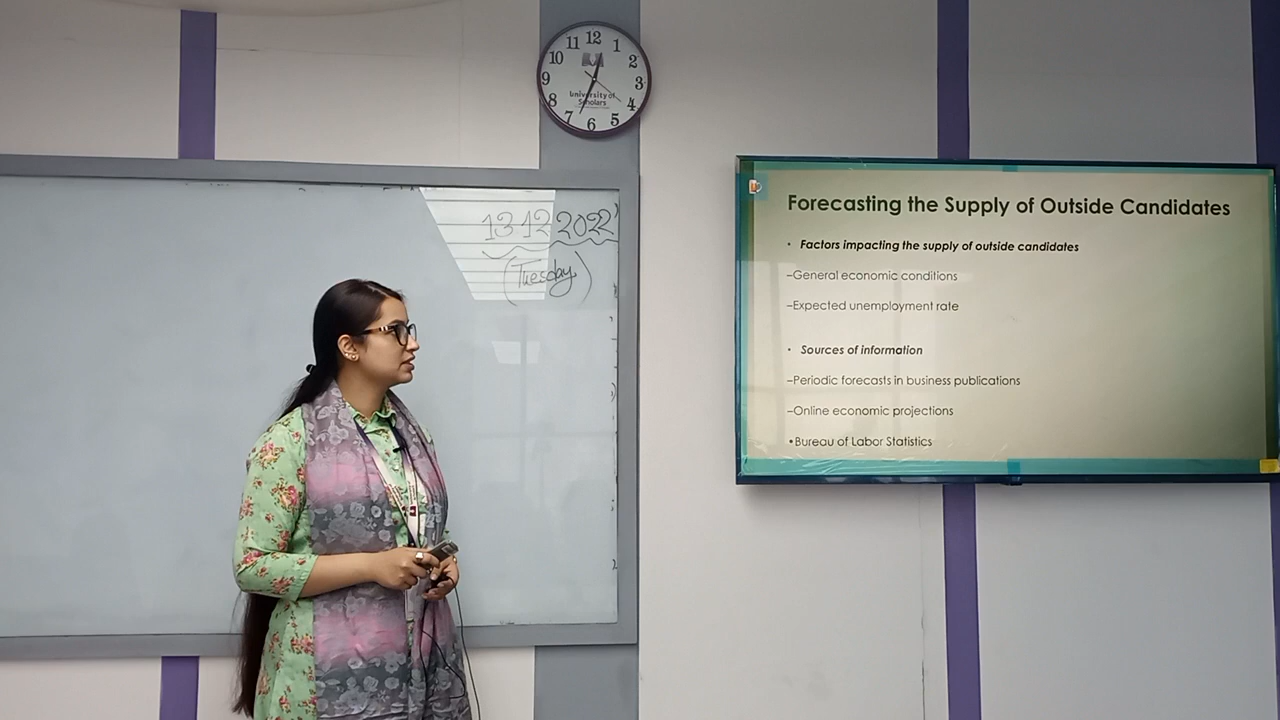 11 12 1
10 2
9 3
8 4
7 6 5
University of
Scholars
13.12.2022
(Tuesday)
Forecasting the Supply of Outside Candidates
• Factors impacting the supply of outside candidates
–General economic conditions
–Expected unemployment rate
• Sources of information
–Periodic forecasts in business publications
–Online economic projections
•Bureau of Labor Statistics